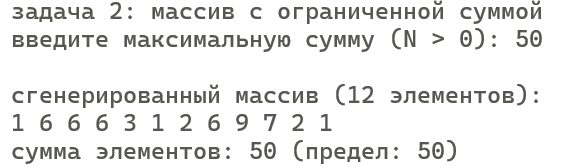 задача 2: массив с ограниченной суммой
введите максимальную сумму (N > 0): 50
сгенерированный массив (12 элементов):
1 6 6 6 3 1 2 6 9 7 2 1
сумма элементов: 50 (предел: 50)